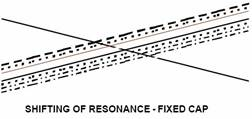 SHIFTING OF RESONANCE - FIXED CAP